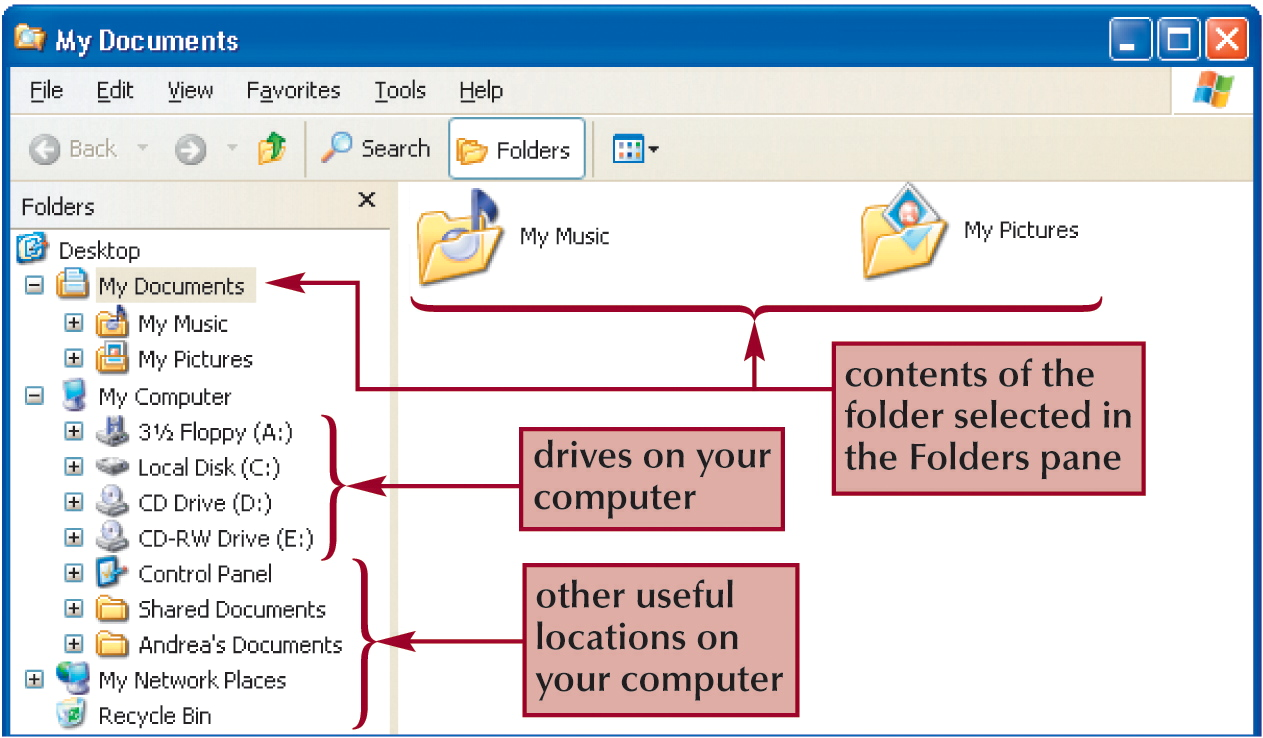 My Documents
File Edit View Favorites Tools Help
Back Search Folders
Folders
Desktop
My Documents
My Music
My Pictures
My Computer
3½ Floppy (A:)
Local Disk (C:)
CD Drive (D:)
CD-RW Drive (E:)
Control Panel
Shared Documents
Andrea's Documents
My Network Places
Recycle Bin
My Music
My Pictures
contents of the
folder selected in
the Folders pane
drives on your
computer
other useful
locations on
your computer